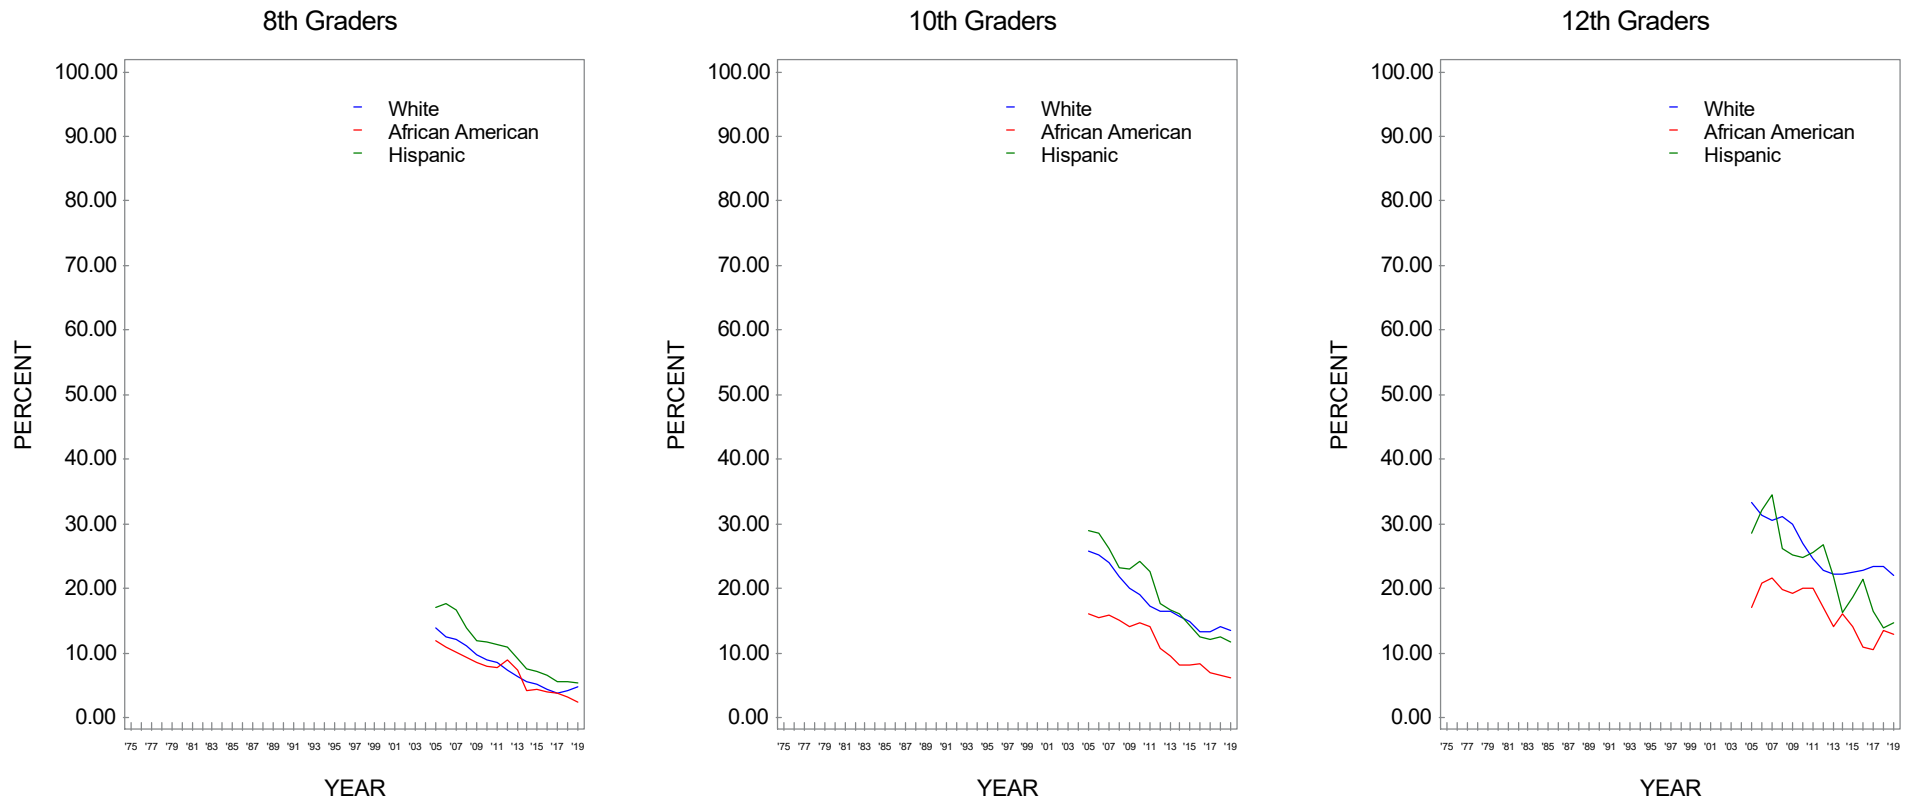 8th Graders
100.00
90.00
80.00
70.00
60.00
50.00
40.00
30.00
20.00
10.00
0.00
PERCENT
White
African American
Hispanic
'75 '77 '79 '81 '83 '85 '87 '89 '91 '93 '95 '97 '99 '01 '03 '05 '07 '09 '11 '13 '15 '17 '19
YEAR
10th Graders
100.00
90.00
80.00
70.00
60.00
50.00
40.00
30.00
20.00
10.00
0.00
PERCENT
White
African American
Hispanic
'75 '77 '79 '81 '83 '85 '87 '89 '91 '93 '95 '97 '99 '01 '03 '05 '07 '09 '11 '13 '15 '17 '19
YEAR
12th Graders
100.00
90.00
80.00
70.00
60.00
50.00
40.00
30.00
20.00
10.00
0.00
PERCENT
White
African American
Hispanic
'75 '77 '79 '81 '83 '85 '87 '89 '91 '93 '95 '97 '99 '01 '03 '05 '07 '09 '11 '13 '15 '17 '19
YEAR